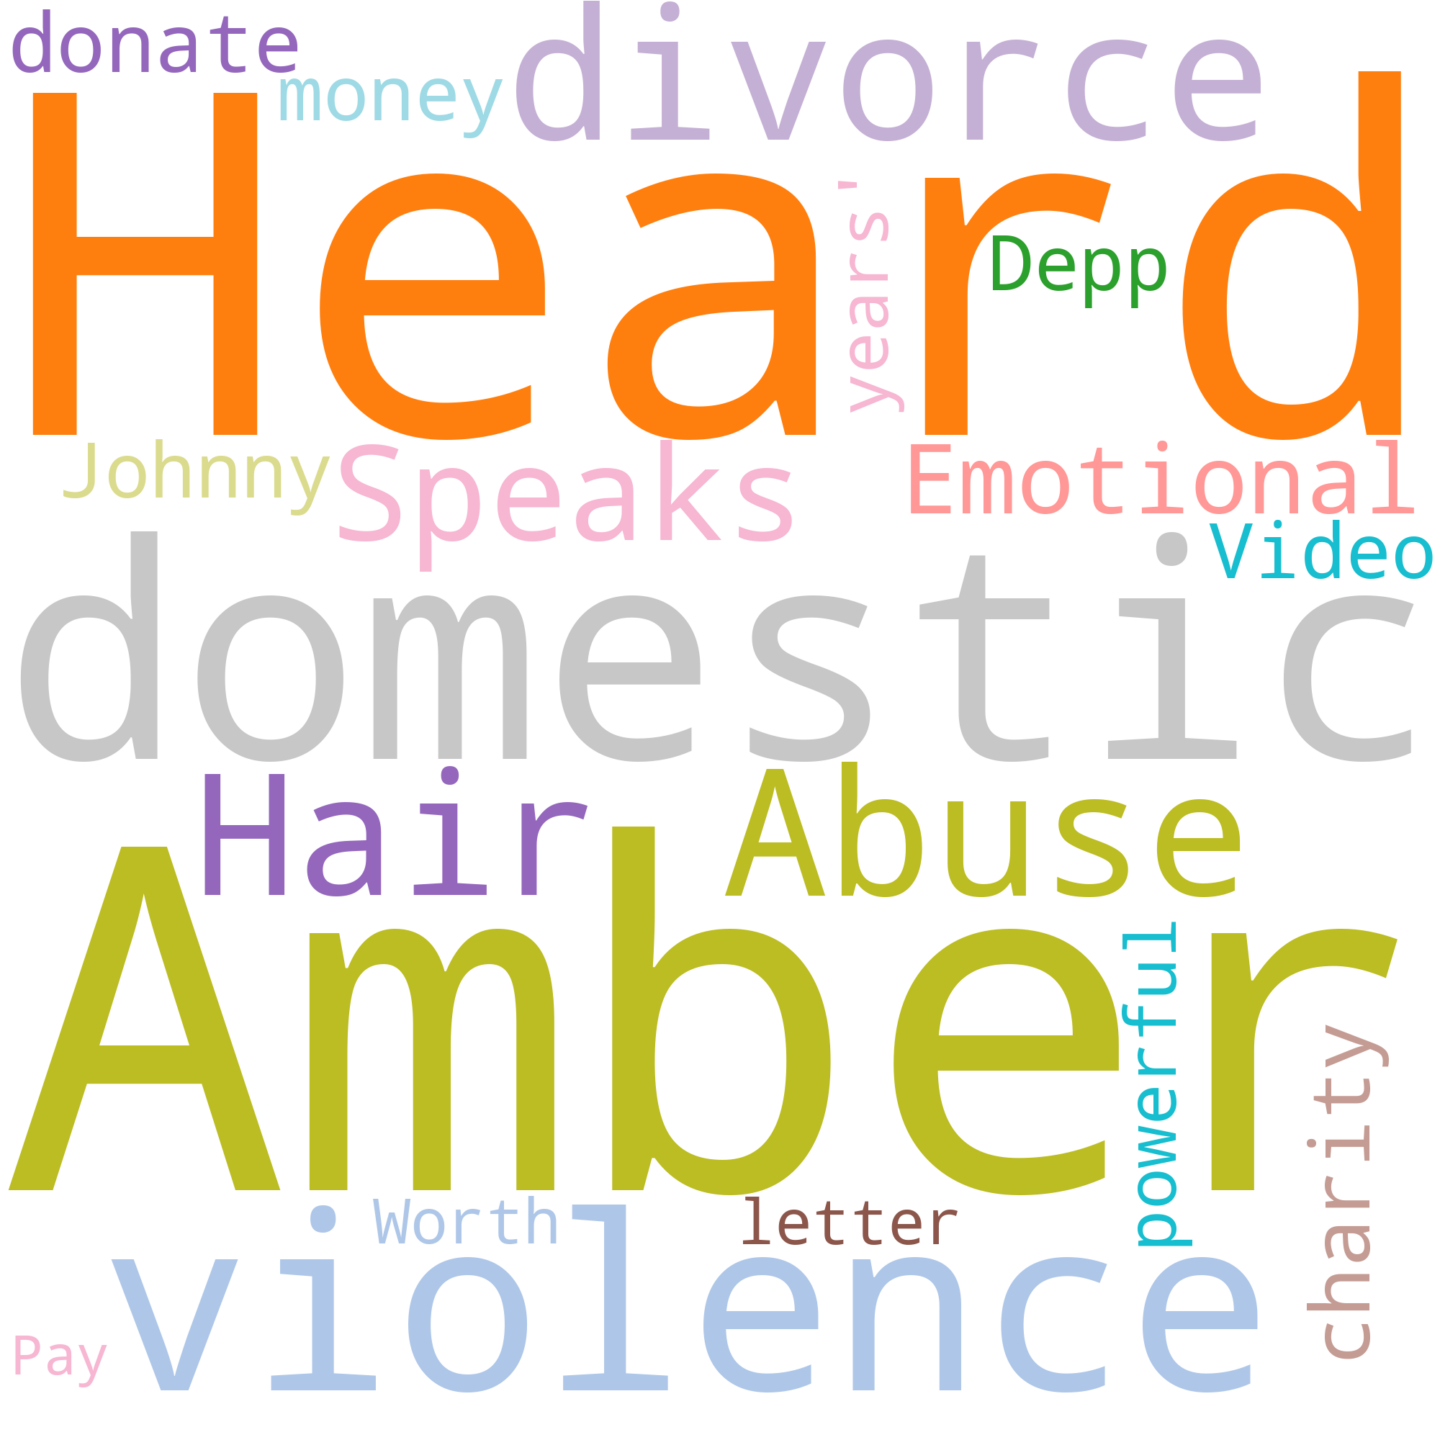 donate
money
divorce
Heard
years'
Depp
Johnny
Speaks
Emotional
Video
domestic
Hair
Abuse
Amber
powerful
charity
Worth
letter
violence
Pay